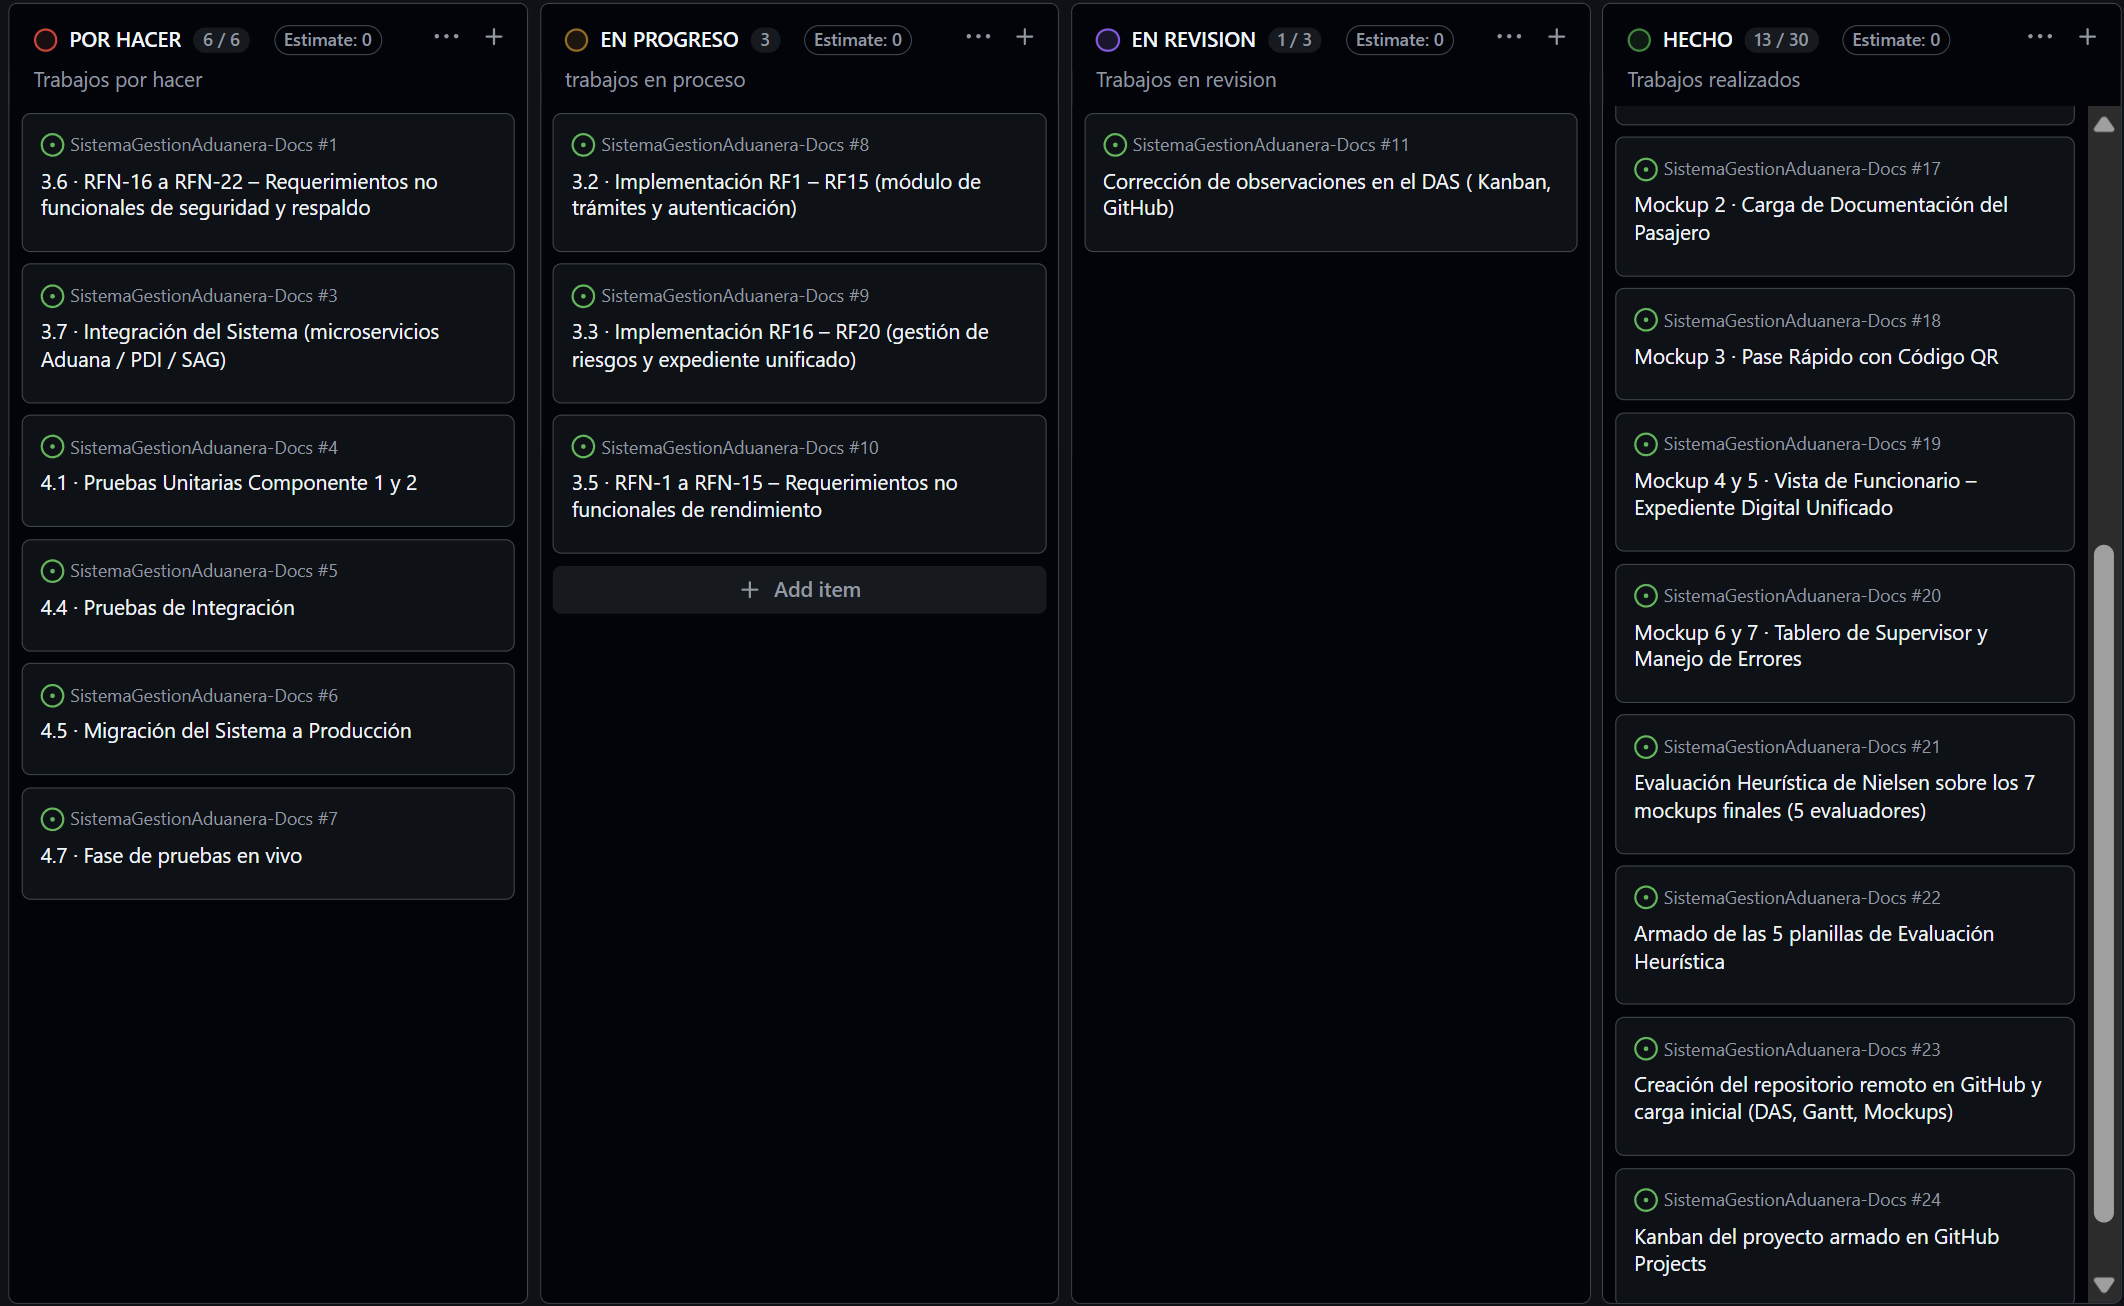 POR HACER 6 / 6 Estimate: 0
Trabajos por hacer
SistemaGestionAduanera-Docs #1
3.6 · RFN-16 a RFN-22 – Requerimientos no
funcionales de seguridad y respaldo
SistemaGestionAduanera-Docs #3
3.7 · Integración del Sistema (microservicios
Aduana / PDI / SAG)
SistemaGestionAduanera-Docs #4
4.1 · Pruebas Unitarias Componente 1 y 2
SistemaGestionAduanera-Docs #5
4.4 · Pruebas de Integración
SistemaGestionAduanera-Docs #6
4.5 · Migración del Sistema a Producción
SistemaGestionAduanera-Docs #7
4.7 · Fase de pruebas en vivo
EN PROGRESO 3 Estimate: 0
trabajos en proceso
SistemaGestionAduanera-Docs #8
3.2 · Implementación RF1 – RF15 (módulo de
trámites y autenticación)
SistemaGestionAduanera-Docs #9
3.3 · Implementación RF16 – RF20 (gestión de
riesgos y expediente unificado)
SistemaGestionAduanera-Docs #10
3.5 · RFN-1 a RFN-15 – Requerimientos no
funcionales de rendimiento
+ Add item
EN REVISION 1 / 3 Estimate: 0
Trabajos en revision
SistemaGestionAduanera-Docs #11
Corrección de observaciones en el DAS ( Kanban,
GitHub)
HECHO 13 / 30 Estimate: 0
Trabajos realizados
SistemaGestionAduanera-Docs #17
Mockup 2 · Carga de Documentación del
Pasajero
SistemaGestionAduanera-Docs #18
Mockup 3 · Pase Rápido con Código QR
SistemaGestionAduanera-Docs #19
Mockup 4 y 5 · Vista de Funcionario –
Expediente Digital Unificado
SistemaGestionAduanera-Docs #20
Mockup 6 y 7 · Tablero de Supervisor y
Manejo de Errores
SistemaGestionAduanera-Docs #21
Evaluación Heurística de Nielsen sobre los 7
mockups finales (5 evaluadores)
SistemaGestionAduanera-Docs #22
Armado de las 5 planillas de Evaluación
Heurística
SistemaGestionAduanera-Docs #23
Creación del repositorio remoto en GitHub y
carga inicial (DAS, Gantt, Mockups)
SistemaGestionAduanera-Docs #24
Kanban del proyecto armado en GitHub
Projects